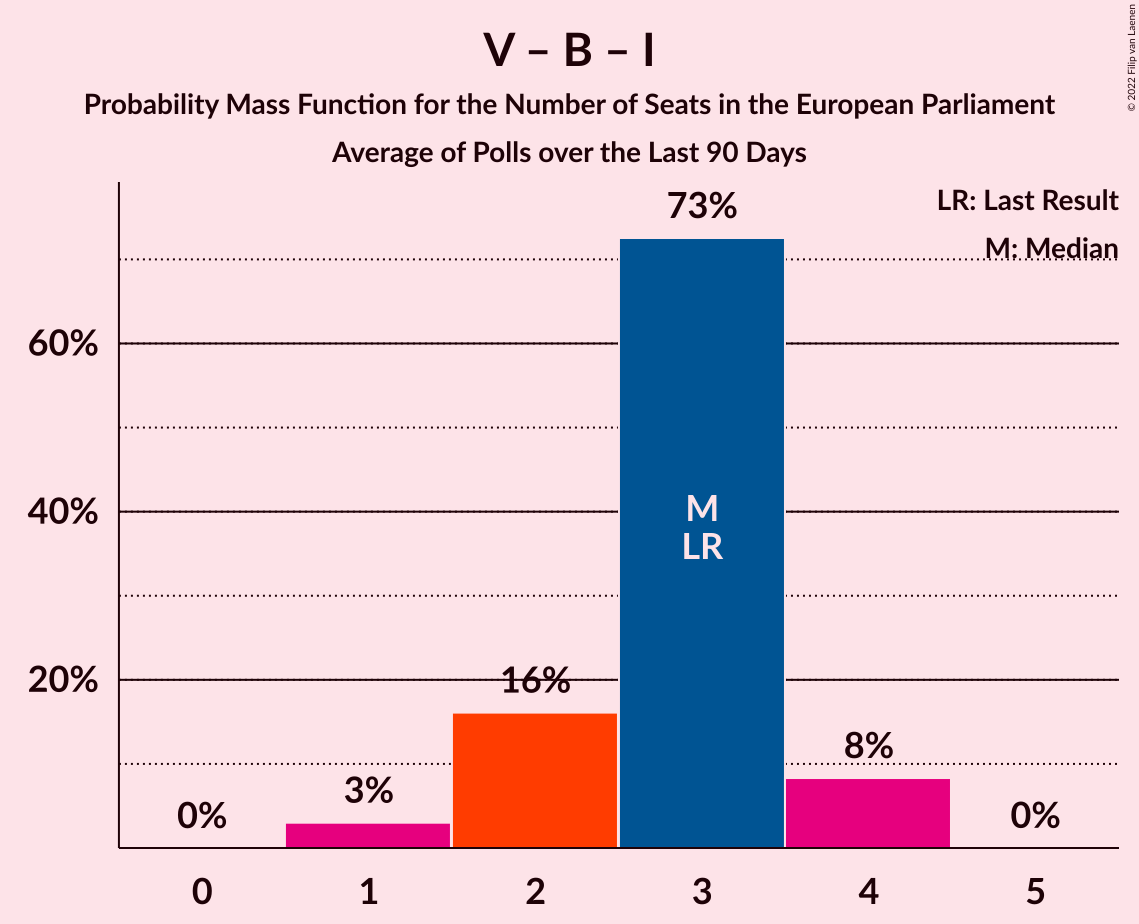 V – B – I
Probability Mass Function for the Number of Seats in the European Parliament
Average of Polls over the Last 90 Days
© 2022 Filip van Laenen
LR: Last Result
M: Median
73%
60%
40%
20%
M
LR
16%
8%
3%
0%
0%
0 1 2 3 4 5